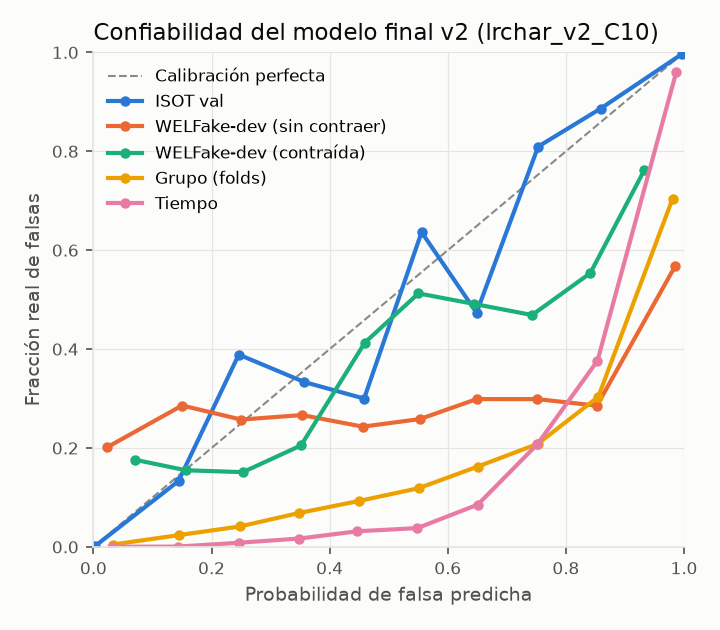 Confiabilidad del modelo final v2 (lrchar_v2_C10)
1.0
0.8
0.6
0.4
0.2
0.0
Fracción real de falsas
Calibración perfecta
ISOT val
WELFake-dev (sin contraer)
WELFake-dev (contraída)
Grupo (folds)
Tiempo
0.0 0.2 0.4 0.6 0.8 1.0
Probabilidad de falsa predicha